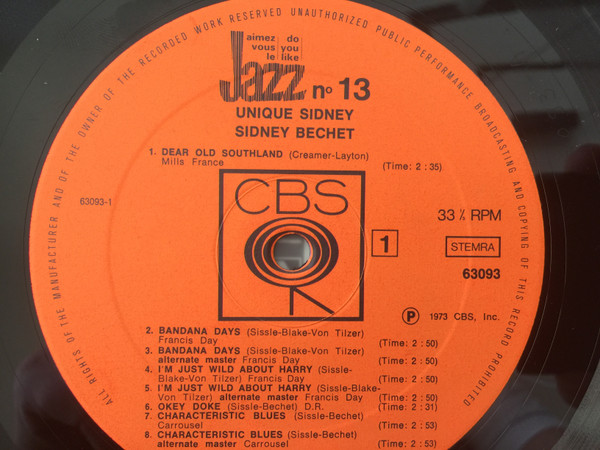 ALL RIGHTS OF THE MANUFACTURER AND OF THE OWNER OF THE RECORDED WORK RESERVED UNAUTHORIZED PUBLIC PERFORMANCE BROADCASTING AND COPYING OF THIS RECORD PROHIBITED
aimez do
vous you
le like
Jazz nº 13
UNIQUE SIDNEY
SIDNEY BECHET
1. DEAR OLD SOUTHLAND (Creamer-Layton)
Mills France (Time: 2 : 35)
63093-1
CBS
33 ⅓ RPM
1
STEMRA
63093
Ⓟ 1973 CBS, Inc.
2. BANDANA DAYS (Sissle-Blake-Von Tilzer)
Francis Day (Time: 2 : 50)
3. BANDANA DAYS (Sissle-Blake-Von Tilzer)
alternate master Francis Day (Time: 2 : 50)
4. I'M JUST WILD ABOUT HARRY (Sissle-
Blake-Von Tilzer) Francis Day (Time: 2 : 50)
5. I'M JUST WILD ABOUT HARRY (Sissle-Blake-
Von Tilzer) alternate master Francis Day (Time: 2 : 50)
6. OKEY DOKE (Sissle-Bechet) D.R. (Time: 2 : 31)
7. CHARACTERISTIC BLUES (Sissle-Bechet)
Carrousel (Time: 2 : 53)
8. CHARACTERISTIC BLUES (Sissle-Bechet)
alternate master Carrousel (Time: 2 : 53)